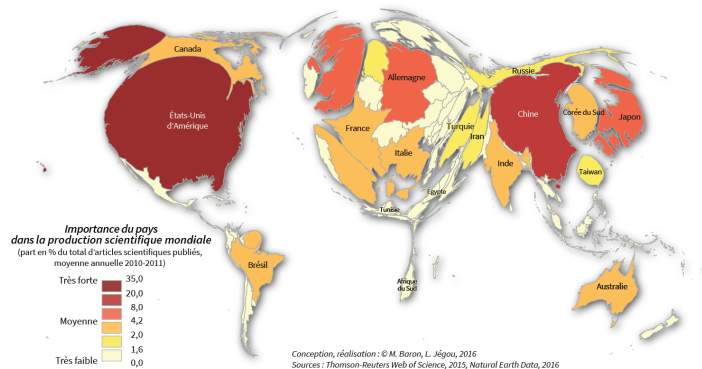 Canada
États-Unis
d'Amérique
Allemagne
Russie
France
Italie
Turquie
Iran
Chine
Corée du Sud
Japon
Inde
Taïwan
Tunisie
Égypte
Brésil
Afrique
du Sud
Australie
Importance du pays
dans la production scientifique mondiale
(part en % du total d'articles scientifiques publiés,
moyenne annuelle 2010-2011)
Très forte
35,0
20,0
8,0
Moyenne
4,2
2,0
1,6
Très faible
0,0
Conception, réalisation : © M. Baron, L. Jégou, 2016
Sources : Thomson-Reuters Web of Science, 2015, Natural Earth Data, 2016